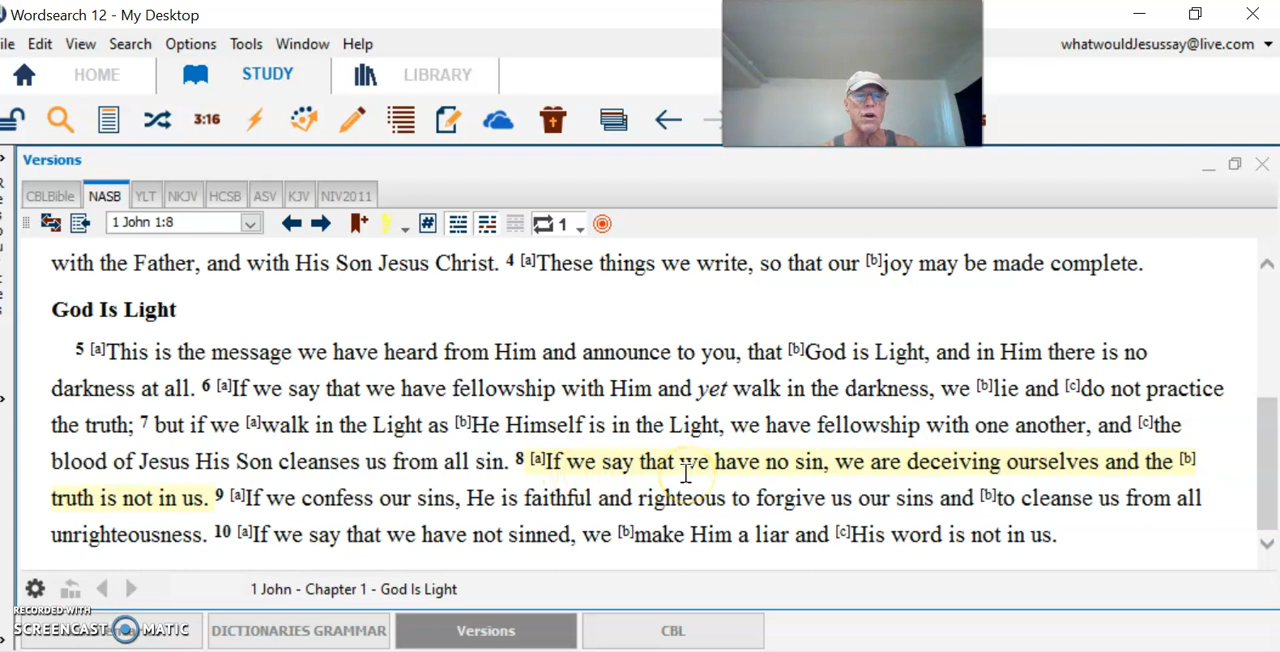 Wordsearch 12 - My Desktop
ile Edit View Search Options Tools Window Help whatwouldJesussay@live.com
HOME STUDY LIBRARY
3:16
Versions
CBLBible NASB YLT NKJV HCSB ASV KJV NIV2011
1 John 1:8 # 1
with the Father, and with His Son Jesus Christ. 4 [a]These things we write, so that our [b]joy may be made complete.
God Is Light
5 [a]This is the message we have heard from Him and announce to you, that [b]God is Light, and in Him there is no
darkness at all. 6 [a]If we say that we have fellowship with Him and yet walk in the darkness, we [b]lie and [c]do not practice
the truth; 7 but if we [a]walk in the Light as [b]He Himself is in the Light, we have fellowship with one another, and [c]the
blood of Jesus His Son cleanses us from all sin. 8 [a]If we say that we have no sin, we are deceiving ourselves and the [b]
truth is not in us. 9 [a]If we confess our sins, He is faithful and righteous to forgive us our sins and [b]to cleanse us from all
unrighteousness. 10 [a]If we say that we have not sinned, we [b]make Him a liar and [c]His word is not in us.
1 John - Chapter 1 - God Is Light
RECORDED WITH
SCREENCAST MATIC
DICTIONARIES GRAMMAR Versions CBL